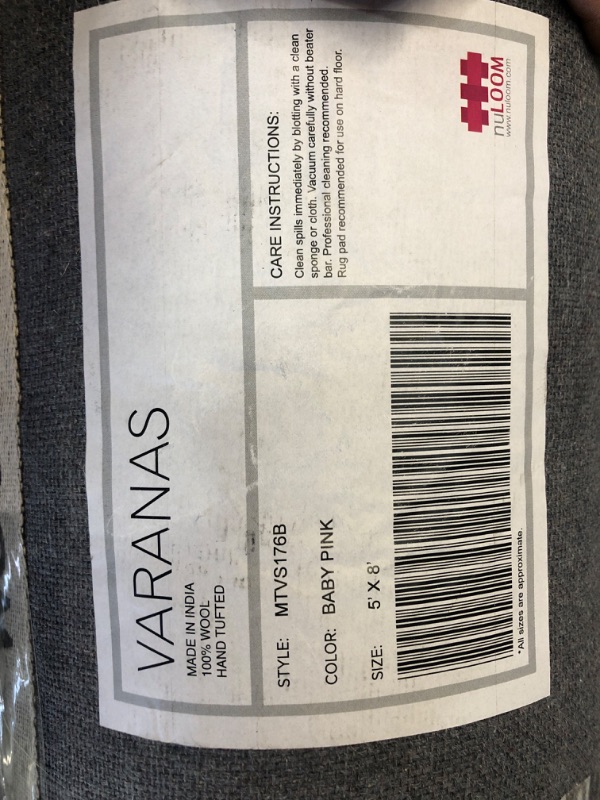 VARANAS
MADE IN INDIA
100% WOOL
HAND TUFTED
STYLE: MTVS176B
COLOR: BABY PINK
SIZE: 5' X 8'
*All sizes are approximate.
CARE INSTRUCTIONS:
Clean spills immediately by blotting with a clean
sponge or cloth. Vacuum carefully without beater
bar. Professional cleaning recommended.
Rug pad recommended for use on hard floor.
nuLOOM
www.nuloom.com